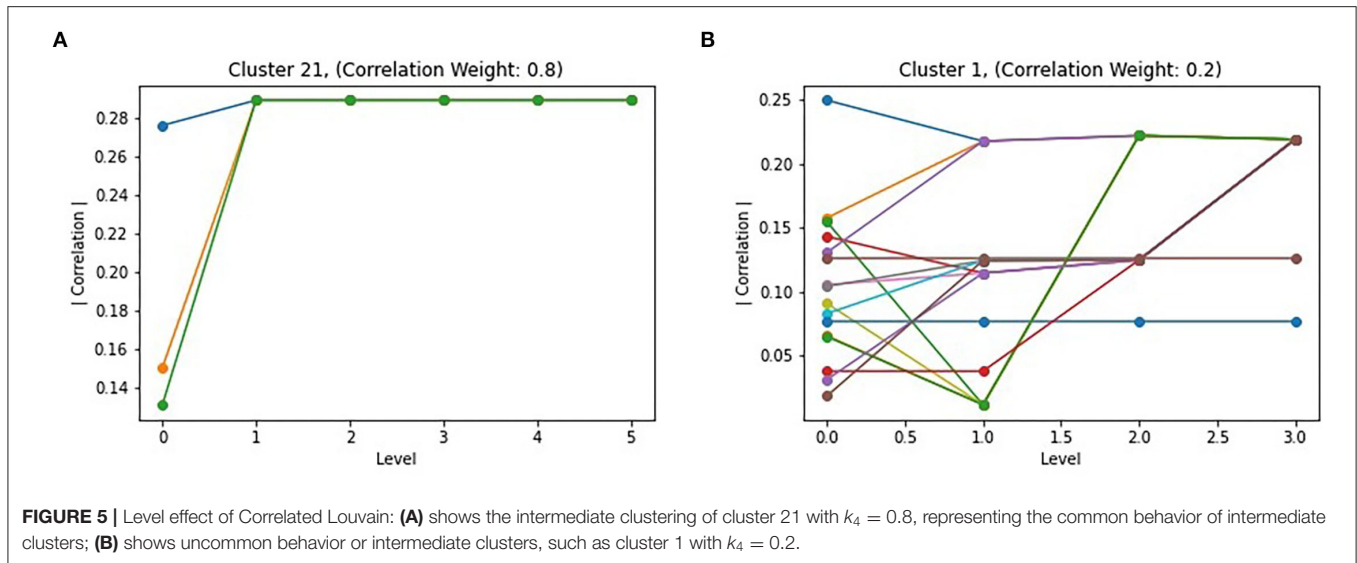 A
Cluster 21, (Correlation Weight: 0.8)
| Correlation |
0.28
0.26
0.24
0.22
0.20
0.18
0.16
0.14
0 1 2 3 4 5
Level
B
Cluster 1, (Correlation Weight: 0.2)
| Correlation |
0.25
0.20
0.15
0.10
0.05
0.0 0.5 1.0 1.5 2.0 2.5 3.0
Level
FIGURE 5 | Level effect of Correlated Louvain: (A) shows the intermediate clustering of cluster 21 with k₄ = 0.8, representing the common behavior of intermediate
clusters; (B) shows uncommon behavior or intermediate clusters, such as cluster 1 with k₄ = 0.2.